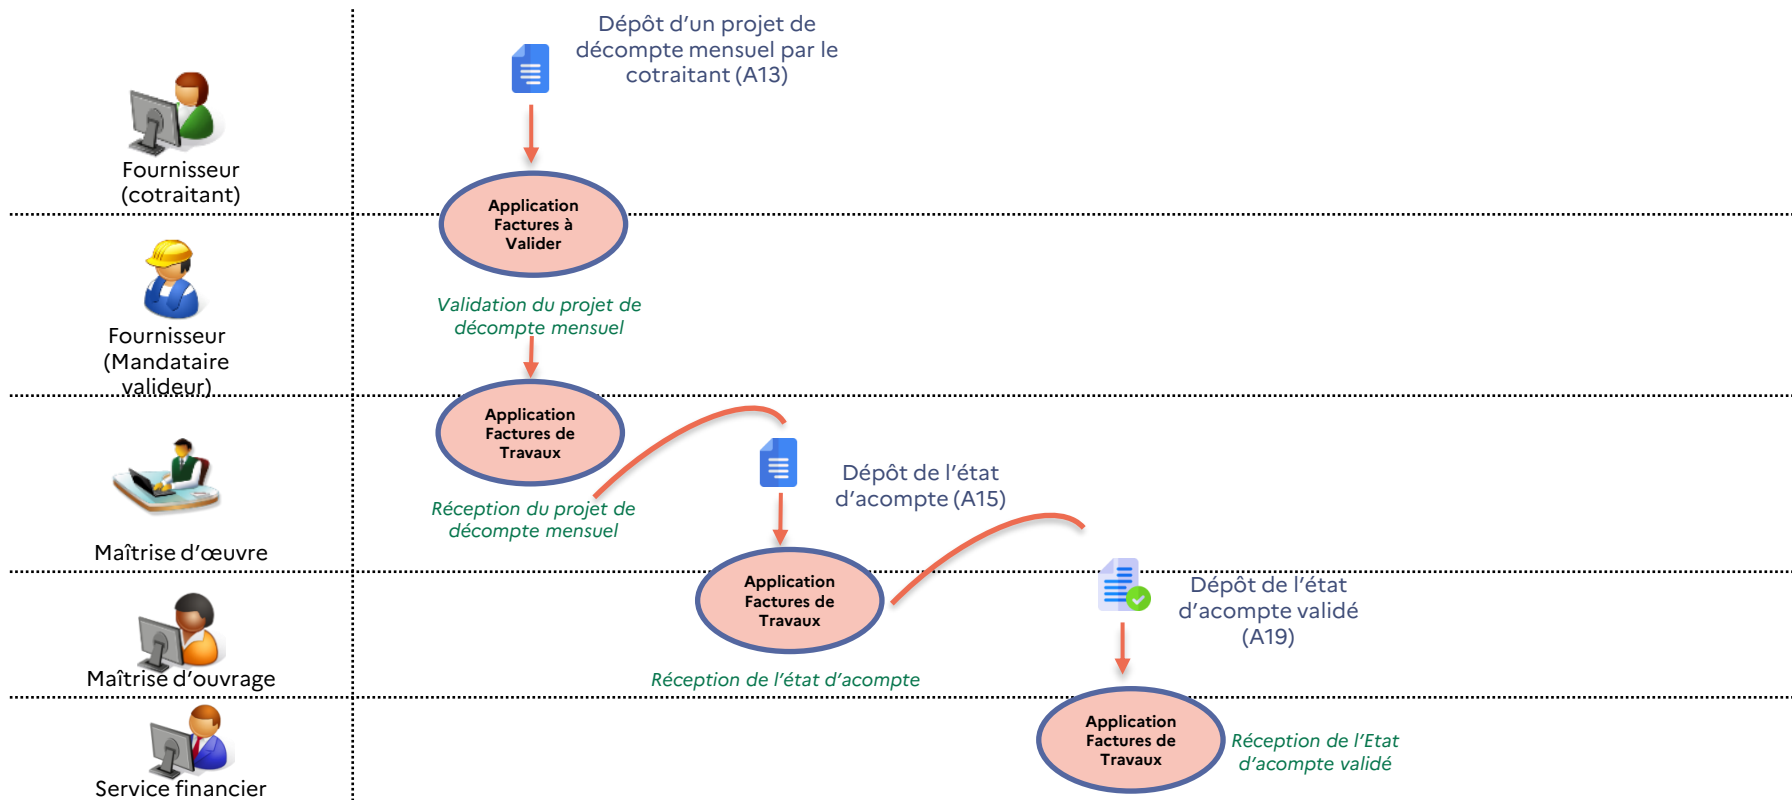 Dépôt d’un projet de
décompte mensuel par le
cotraitant (A13)
Fournisseur
(cotraitant)
Application
Factures à
Valider
Validation du projet de
décompte mensuel
Fournisseur
(Mandataire
valideur)
Application
Factures de
Travaux
Réception du projet de
décompte mensuel
Dépôt de l’état
d’acompte (A15)
Maîtrise d’œuvre
Application
Factures de
Travaux
Dépôt de l’état
d’acompte validé
(A19)
Maîtrise d’ouvrage
Réception de l’état d’acompte
Application
Factures de
Travaux
Réception de l’Etat
d’acompte validé
Service financier